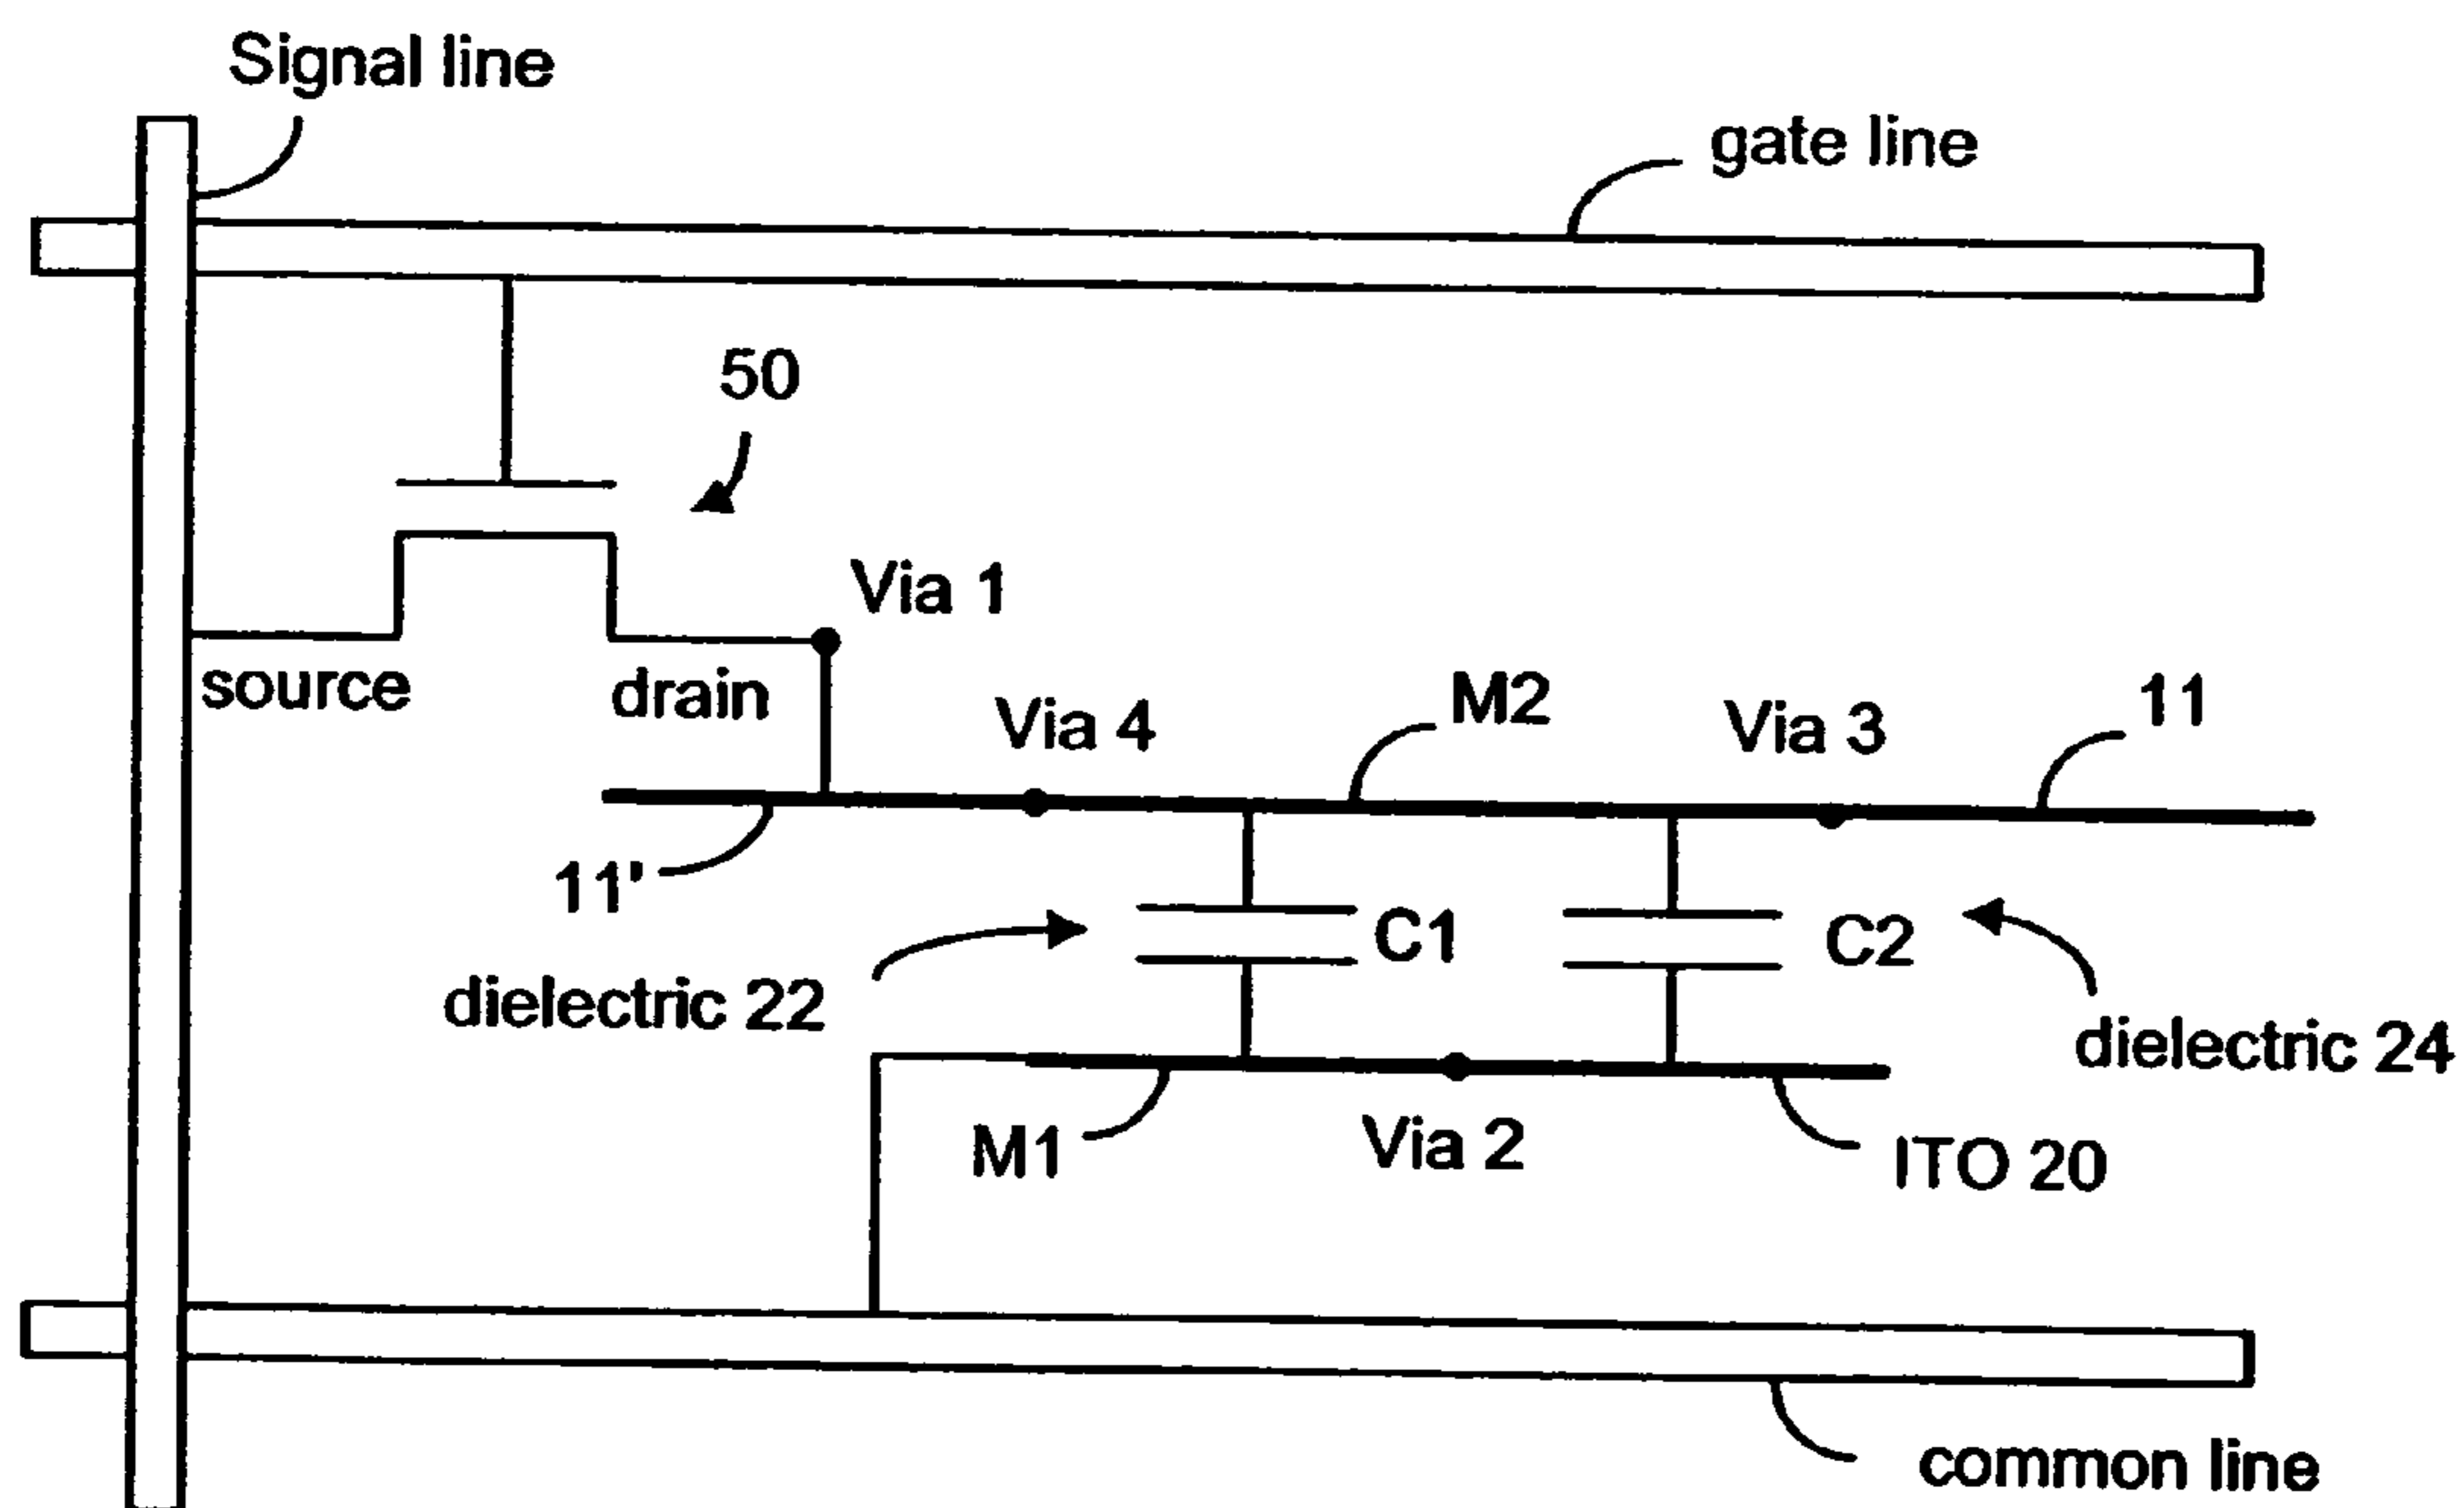 Signal line
gate line
50
Via 1
source
drain
Via 4
M2
Via 3
11
11'
C1
C2
dielectric 22
dielectric 24
M1
Via 2
ITO 20
common line